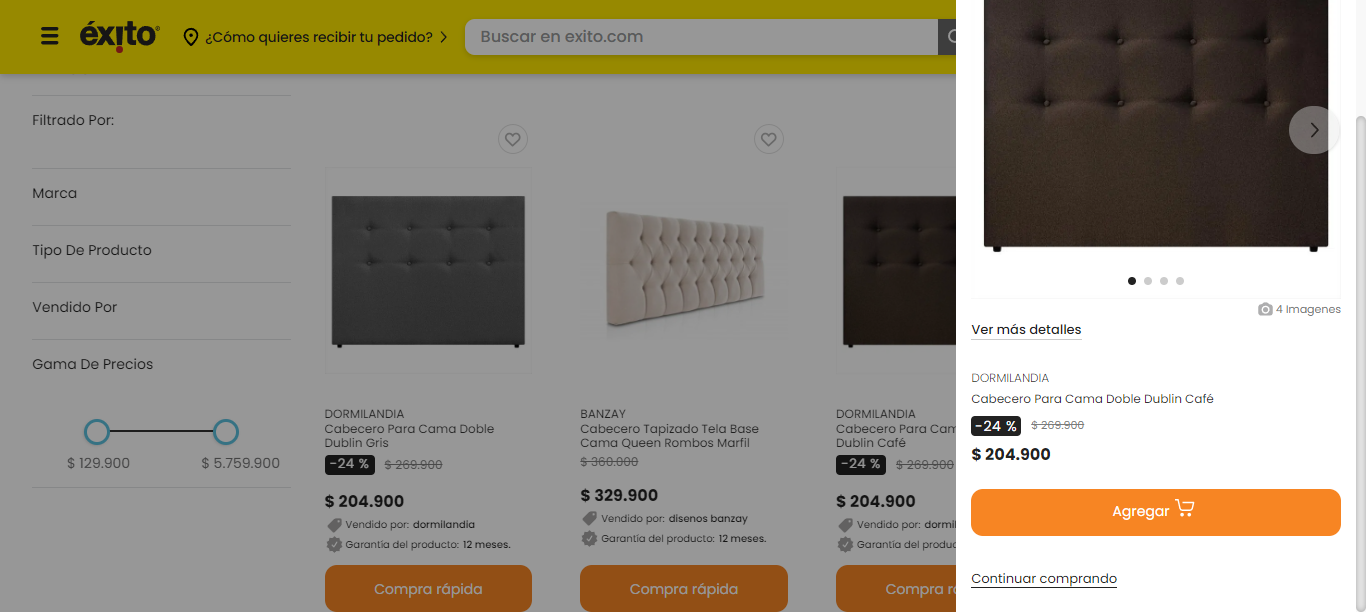 éxito
¿Cómo quieres recibir tu pedido?
Buscar en exito.com
Filtrado Por:
Marca
Tipo De Producto
Vendido Por
Gama De Precios
$ 129.900
$ 5.759.900
DORMILANDIA
Cabecero Para Cama Doble
Dublin Gris
-24 % $ 269.900
$ 204.900
Vendido por: dormilandia
Garantía del producto: 12 meses.
Compra rápida
BANZAY
Cabecero Tapizado Tela Base
Cama Queen Rombos Marfil
$ 360.000
$ 329.900
Vendido por: disenos banzay
Garantía del producto: 12 meses.
Compra rápida
DORMILANDIA
Cabecero Para Cam
Dublin Café
-24 % $ 269.900
$ 204.900
Vendido por: dormil
Garantía del produc
Compra r
4 Imagenes
Ver más detalles
DORMILANDIA
Cabecero Para Cama Doble Dublin Café
-24 % $ 269.900
$ 204.900
Agregar
Continuar comprando